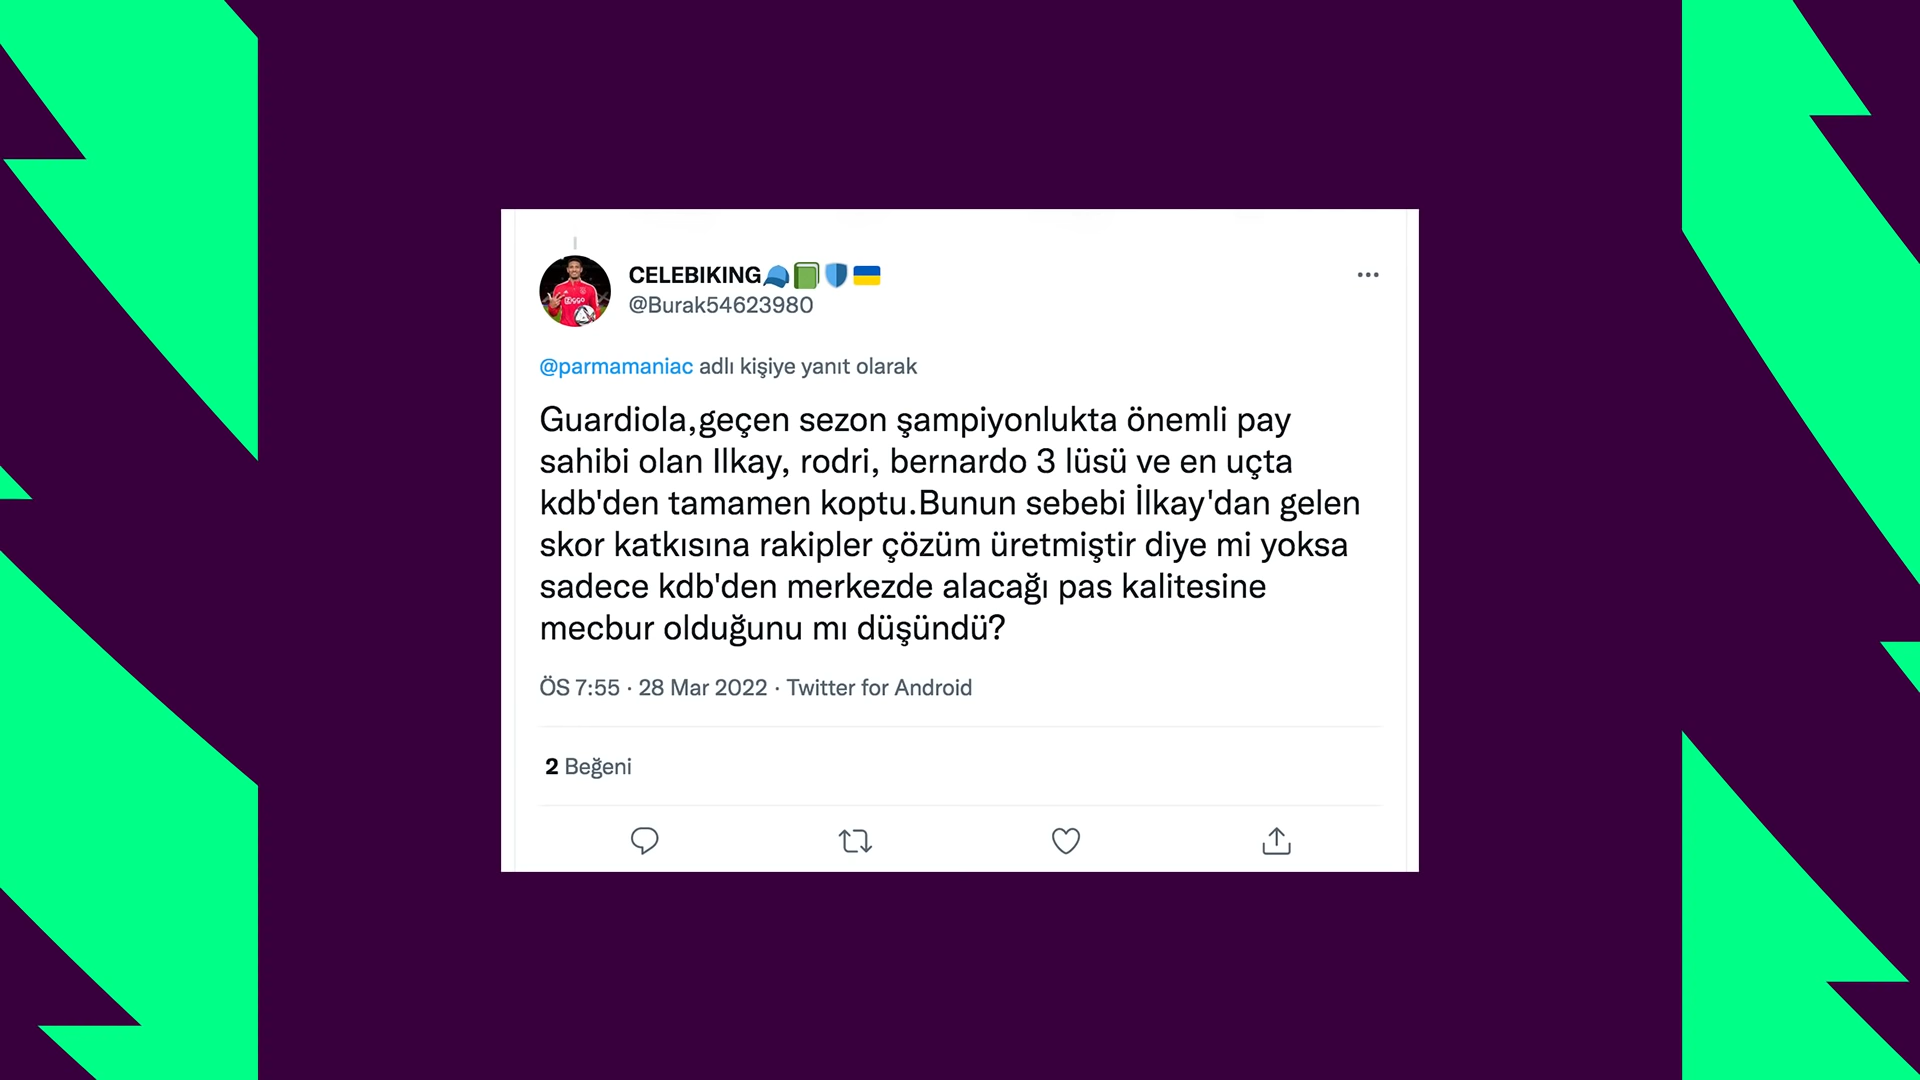 CELEBIKING🧢📗🛡️🇺🇦
@Burak54623980
@parmamaniac adlı kişiye yanıt olarak
Guardiola,geçen sezon şampiyonlukta önemli pay
sahibi olan Ilkay, rodri, bernardo 3 lüsü ve en uçta
kdb'den tamamen koptu.Bunun sebebi İlkay'dan gelen
skor katkısına rakipler çözüm üretmiştir diye mi yoksa
sadece kdb'den merkezde alacağı pas kalitesine
mecbur olduğunu mı düşündü?
ÖS 7:55 · 28 Mar 2022 · Twitter for Android
2 Beğeni